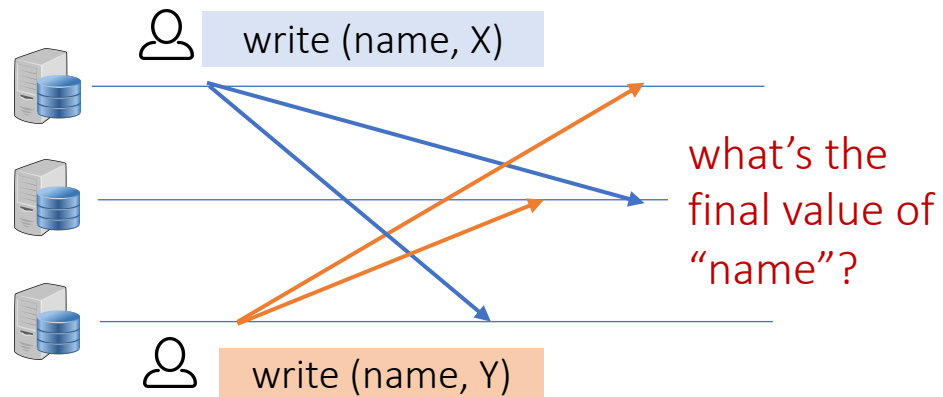 write (name, X)
what’s the
final value of
“name”?
write (name, Y)